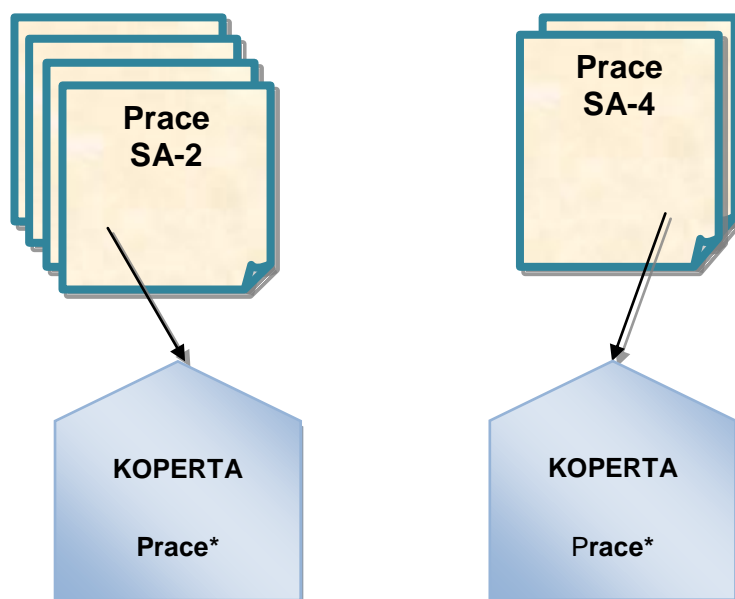 Prace
SA-2
Prace
SA-4
KOPERTA
Prace*
KOPERTA
Prace*